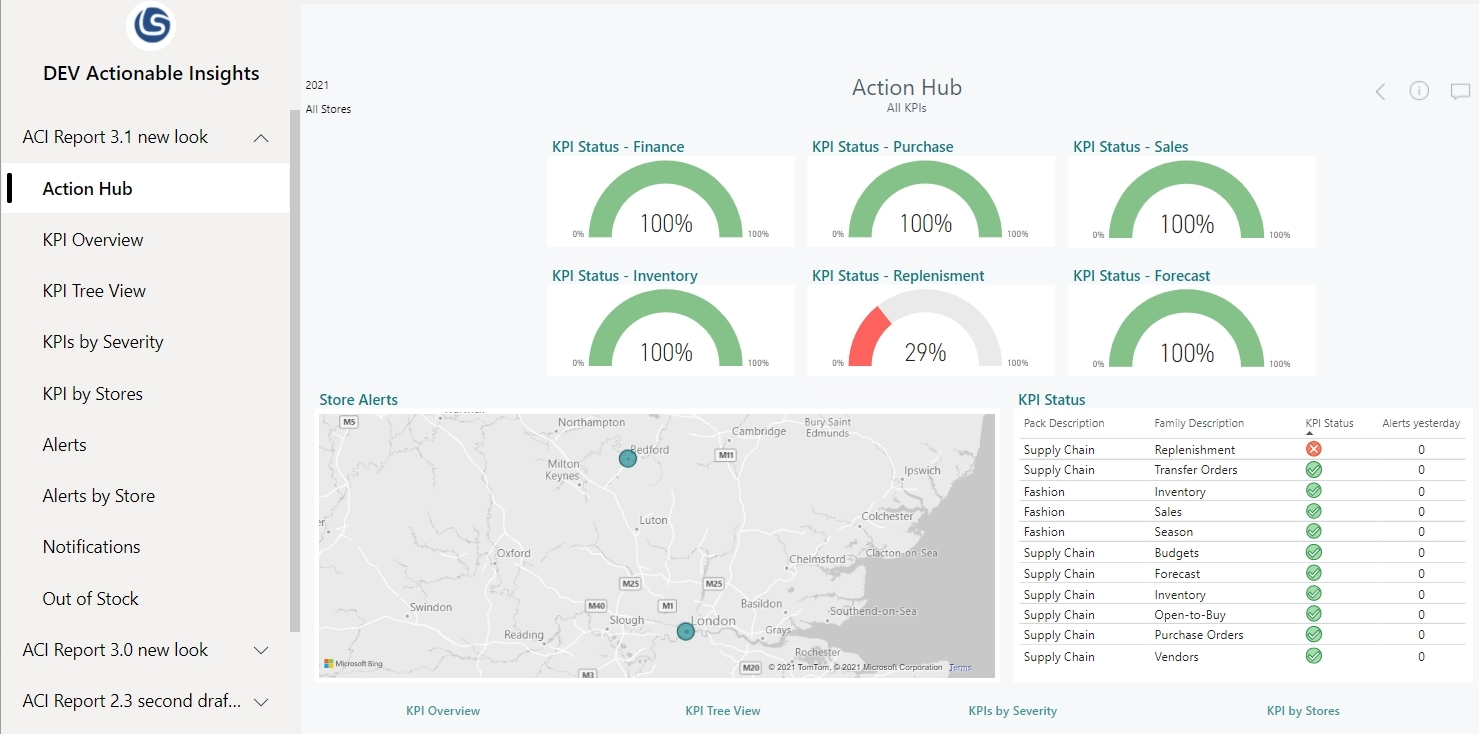 DEV Actionable Insights
ACI Report 3.1 new look
Action Hub
KPI Overview
KPI Tree View
KPIs by Severity
KPI by Stores
Alerts
Alerts by Store
Notifications
Out of Stock
ACI Report 3.0 new look
ACI Report 2.3 second draf...
2021
All Stores
Action Hub
All KPIs
KPI Status - Finance
0% 100% 100%
KPI Status - Purchase
0% 100% 100%
KPI Status - Sales
0% 100% 100%
KPI Status - Inventory
0% 100% 100%
KPI Status - Replenisment
0% 29% 100%
KPI Status - Forecast
0% 100% 100%
Store Alerts
M5
Northampton
Bury Saint
Edmunds
Cambridge
Bedford
M11
Milton
Keynes
Ipswich
Luton
Colchester
Oxford
Clacton-on-Sea
Chelmsford
M25
M25
Swindon
M40
M1
Basildon
Southend-on-Sea
Slough
London
Reading
Grays
Rochester
Microsoft Bing
M3
M20
© 2021 TomTom, © 2021 Microsoft Corporation Terms
KPI Status
Pack Description Family Description KPI Status Alerts yesterday
Supply Chain Replenishment 0
Supply Chain Transfer Orders 0
Fashion Inventory 0
Fashion Sales 0
Fashion Season 0
Supply Chain Budgets 0
Supply Chain Forecast 0
Supply Chain Inventory 0
Supply Chain Open-to-Buy 0
Supply Chain Purchase Orders 0
Supply Chain Vendors 0
KPI Overview KPI Tree View KPIs by Severity KPI by Stores